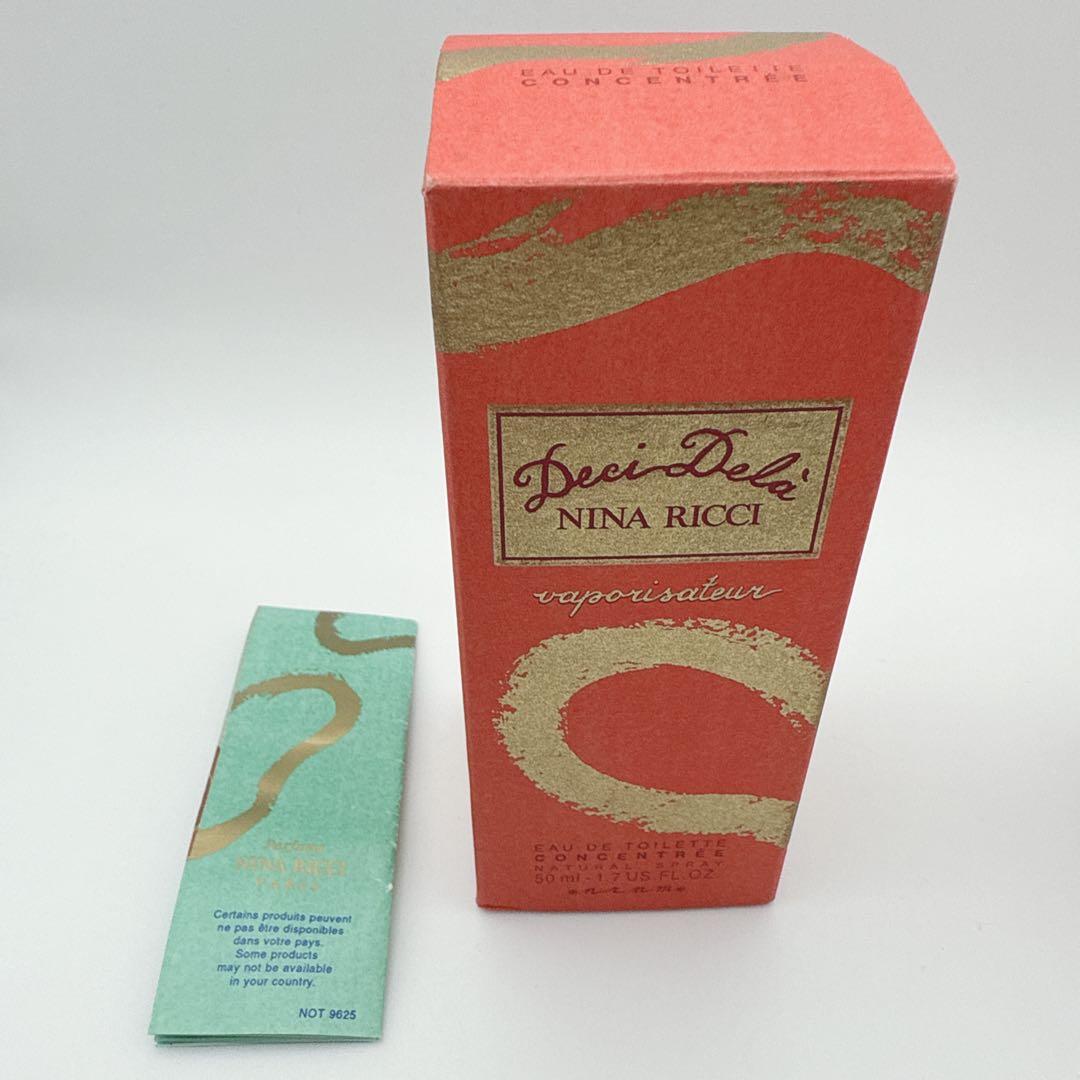 EAU DE TOILETTE
CONCENTRÉE
Deci Delà
NINA RICCI
vaporisateur
EAU DE TOILETTE
CONCENTRÉE
NATURAL SPRAY
50 ml - 1.7 US FL.OZ
Parfums
NINA RICCI
PARIS
Certains produits peuvent
ne pas être disponibles
dans votre pays.
Some products
may not be available
in your country.
NOT 9625